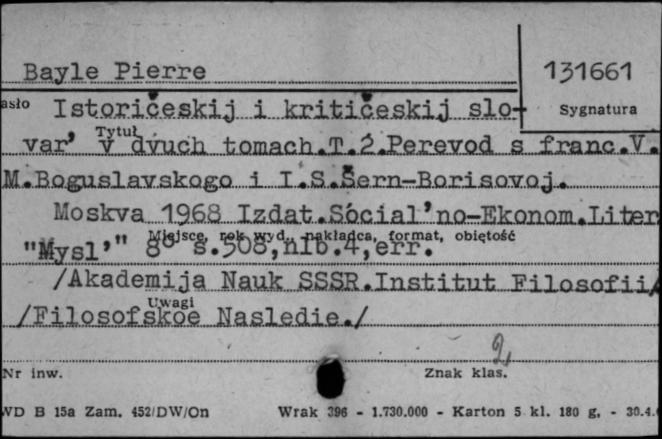 Bayle Pierre
131661
asło Istoričeskij i kritičeskij slo-
Sygnatura
Tytuł
var' v dvuch tomach.T.2.Perevod s franc.V.
M.Boguslavskogo i I.S.Šern-Borisovoj.
Moskva 1968 Izdat.Social'no-Ekonom.Liter
Miejsce, rok wyd., nakładca, format, objętość
"Mysl'" 8° s.508,nlb.4,err.
/Akademija Nauk SSSR.Institut Filosofii/
Uwagi
/Filosofskoe Nasledie./
2
Nr inw.
Znak klas.
WD B 15a Zam. 452/DW/On
Wrak 396 - 1.730.000 - Karton 5 kl. 180 g. - 30.4.